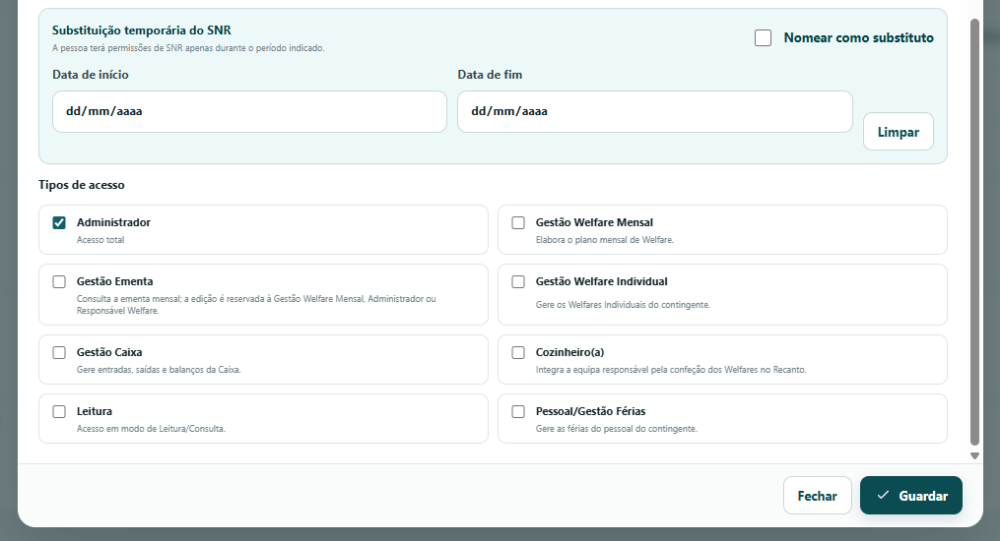 Substituição temporária do SNR
A pessoa terá permissões de SNR apenas durante o período indicado.
Nomear como substituto
Data de início
Data de fim
dd/mm/aaaa
dd/mm/aaaa
Limpar
Tipos de acesso
Administrador
Acesso total
Gestão Welfare Mensal
Elabora o plano mensal de Welfare.
Gestão Ementa
Consulta a ementa mensal; a edição é reservada à Gestão Welfare Mensal, Administrador ou
Responsável Welfare.
Gestão Welfare Individual
Gere os Welfares Individuais do contingente.
Gestão Caixa
Gere entradas, saídas e balanços da Caixa.
Cozinheiro(a)
Integra a equipa responsável pela confeção dos Welfares no Recanto.
Leitura
Acesso em modo de Leitura/Consulta.
Pessoal/Gestão Férias
Gere as férias do pessoal do contingente.
Fechar
Guardar